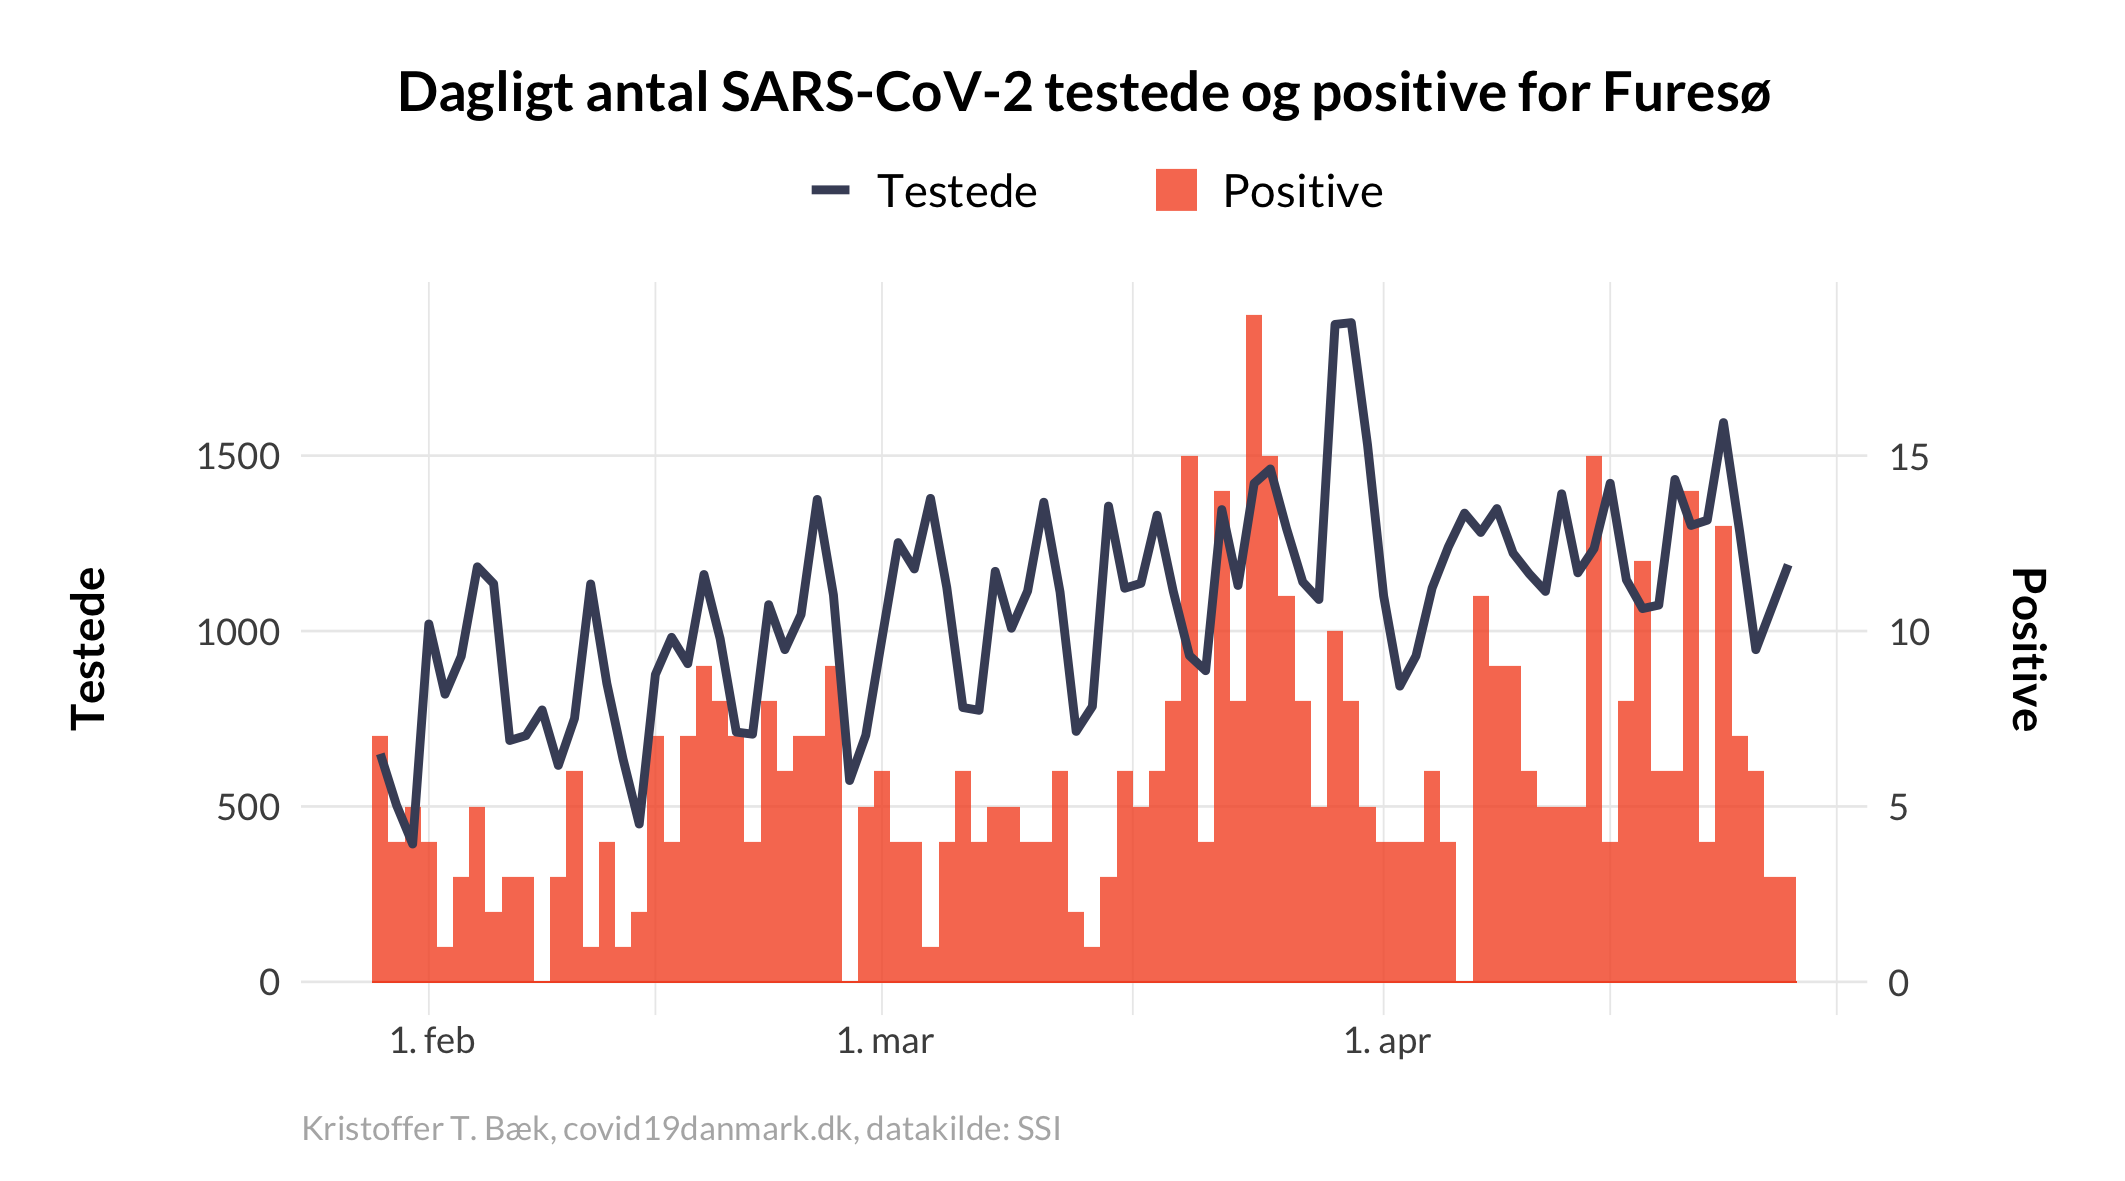 Dagligt antal SARS-CoV-2 testede og positive for Furesø
Testede Positive
1500 15
1000 10
500 5
0 0
Testede
Positive
1. feb 1. mar 1. apr
Kristoffer T. Bæk, covid19danmark.dk, datakilde: SSI